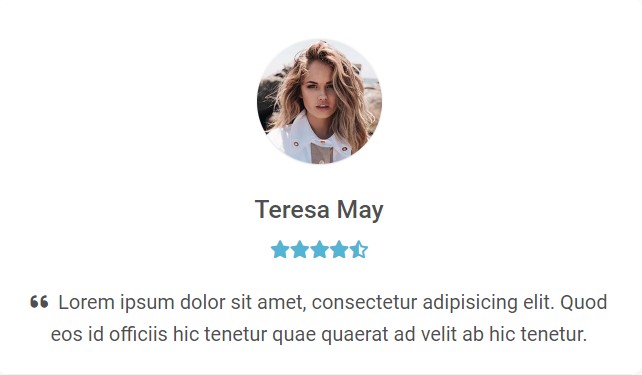 Teresa May
“ Lorem ipsum dolor sit amet, consectetur adipisicing elit. Quod
eos id officiis hic tenetur quae quaerat ad velit ab hic tenetur.